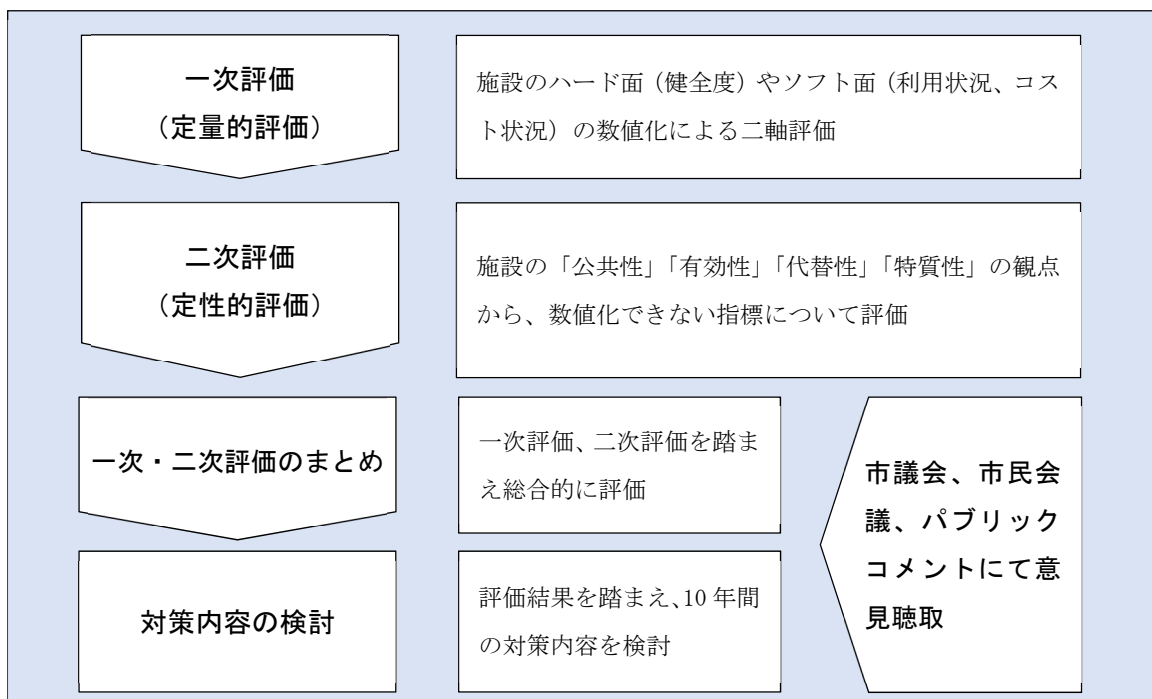 一次評価
（定量的評価）
施設のハード面（健全度）やソフト面（利用状況、コス
ト状況）の数値化による二軸評価
二次評価
（定性的評価）
施設の「公共性」「有効性」「代替性」「特質性」の観点
から、数値化できない指標について評価
一次・二次評価のまとめ
一次評価、二次評価を踏ま
え総合的に評価
対策内容の検討
評価結果を踏まえ、10 年間
の対策内容を検討
市議会、市民会
議、パブリック
コメントにて意
見聴取